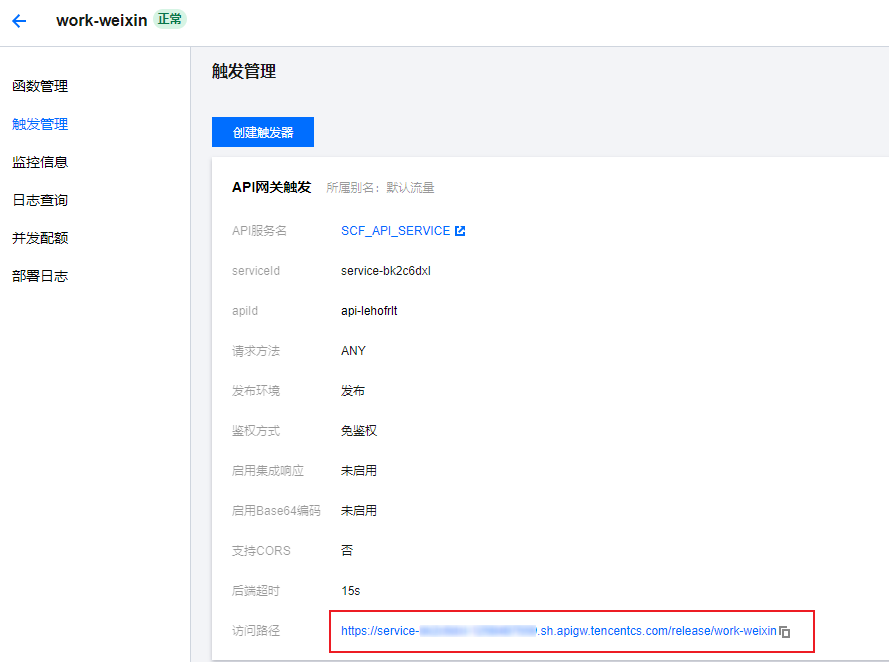 work-weixin 正常
函数管理
触发管理
监控信息
日志查询
并发配额
部署日志
触发管理
创建触发器
API网关触发 所属别名：默认流量
API服务名 SCF_API_SERVICE
serviceId service-bk2c6dxl
apiId api-lehofrlt
请求方法 ANY
发布环境 发布
鉴权方式 免鉴权
启用集成响应 未启用
启用Base64编码 未启用
支持CORS 否
后端超时 15s
访问路径 https://service- .sh.apigw.tencentcs.com/release/work-weixin